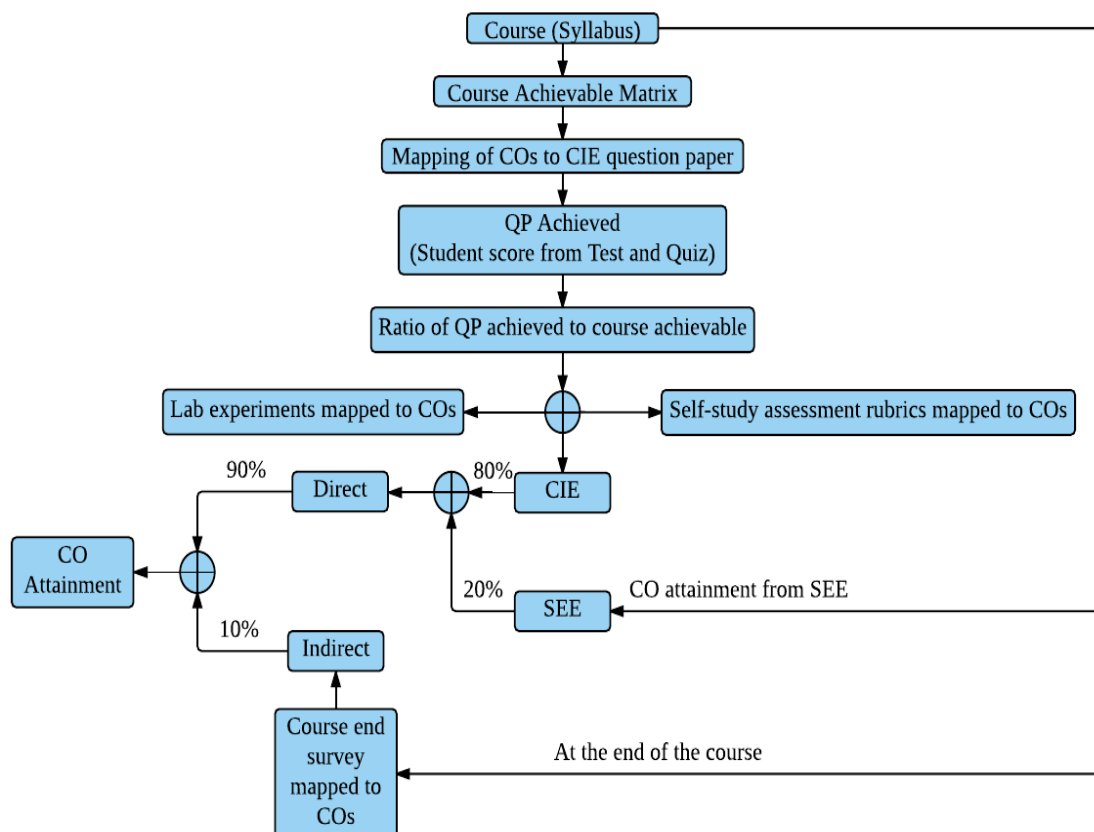 Course (Syllabus)
Course Achievable Matrix
Mapping of COs to CIE question paper
QP Achieved
(Student score from Test and Quiz)
Ratio of QP achieved to course achievable
Lab experiments mapped to COs
Self-study assessment rubrics mapped to COs
90%
Direct
80%
CIE
CO
Attainment
20%
SEE
CO attainment from SEE
10%
Indirect
Course end
survey
mapped to
COs
At the end of the course